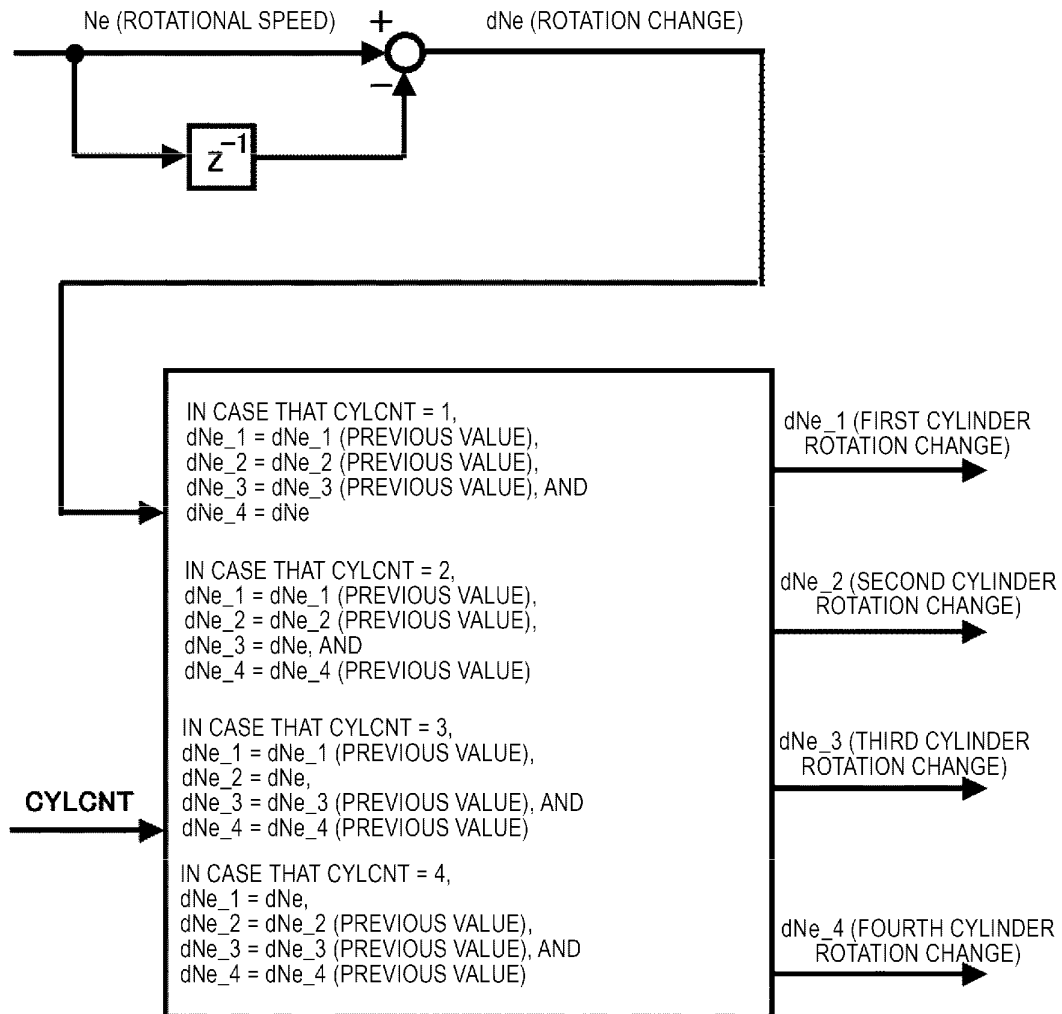 Ne (ROTATIONAL SPEED)
+
dNe (ROTATION CHANGE)
−
z⁻¹
IN CASE THAT CYLCNT = 1,
dNe_1 = dNe_1 (PREVIOUS VALUE),
dNe_2 = dNe_2 (PREVIOUS VALUE),
dNe_3 = dNe_3 (PREVIOUS VALUE), AND
dNe_4 = dNe
IN CASE THAT CYLCNT = 2,
dNe_1 = dNe_1 (PREVIOUS VALUE),
dNe_2 = dNe_2 (PREVIOUS VALUE),
dNe_3 = dNe, AND
dNe_4 = dNe_4 (PREVIOUS VALUE)
IN CASE THAT CYLCNT = 3,
dNe_1 = dNe_1 (PREVIOUS VALUE),
dNe_2 = dNe,
dNe_3 = dNe_3 (PREVIOUS VALUE), AND
dNe_4 = dNe_4 (PREVIOUS VALUE)
IN CASE THAT CYLCNT = 4,
dNe_1 = dNe,
dNe_2 = dNe_2 (PREVIOUS VALUE),
dNe_3 = dNe_3 (PREVIOUS VALUE), AND
dNe_4 = dNe_4 (PREVIOUS VALUE)
CYLCNT
dNe_1 (FIRST CYLINDER
ROTATION CHANGE)
dNe_2 (SECOND CYLINDER
ROTATION CHANGE)
dNe_3 (THIRD CYLINDER
ROTATION CHANGE)
dNe_4 (FOURTH CYLINDER
ROTATION CHANGE)